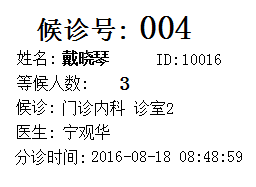 候诊号: 004
姓名: 戴晓琴 ID:10016
等候人数: 3
候诊: 门诊内科 诊室2
医生: 宁观华
分诊时间: 2016-08-18 08:48:59